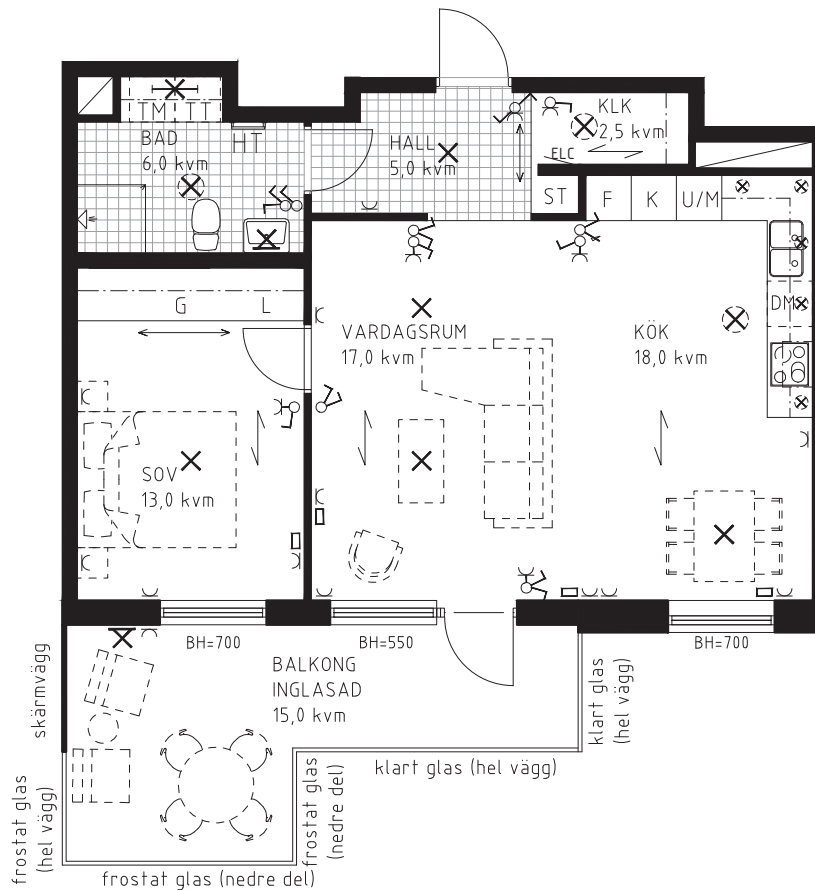 TM TT
BAD
6,0 kvm
HT
HALL
5,0 kvm
KLK
2,5 kvm
ELC
ST
F
K
U/M
DM
G
L
VARDAGSRUM
17,0 kvm
KÖK
18,0 kvm
SOV
13,0 kvm
BH=700
BH=550
BH=700
BALKONG
INGLASAD
15,0 kvm
skärmvägg
klart glas
(hel vägg)
klart glas (hel vägg)
frostat glas
(hel vägg)
frostat glas
(nedre del)
frostat glas (nedre del)